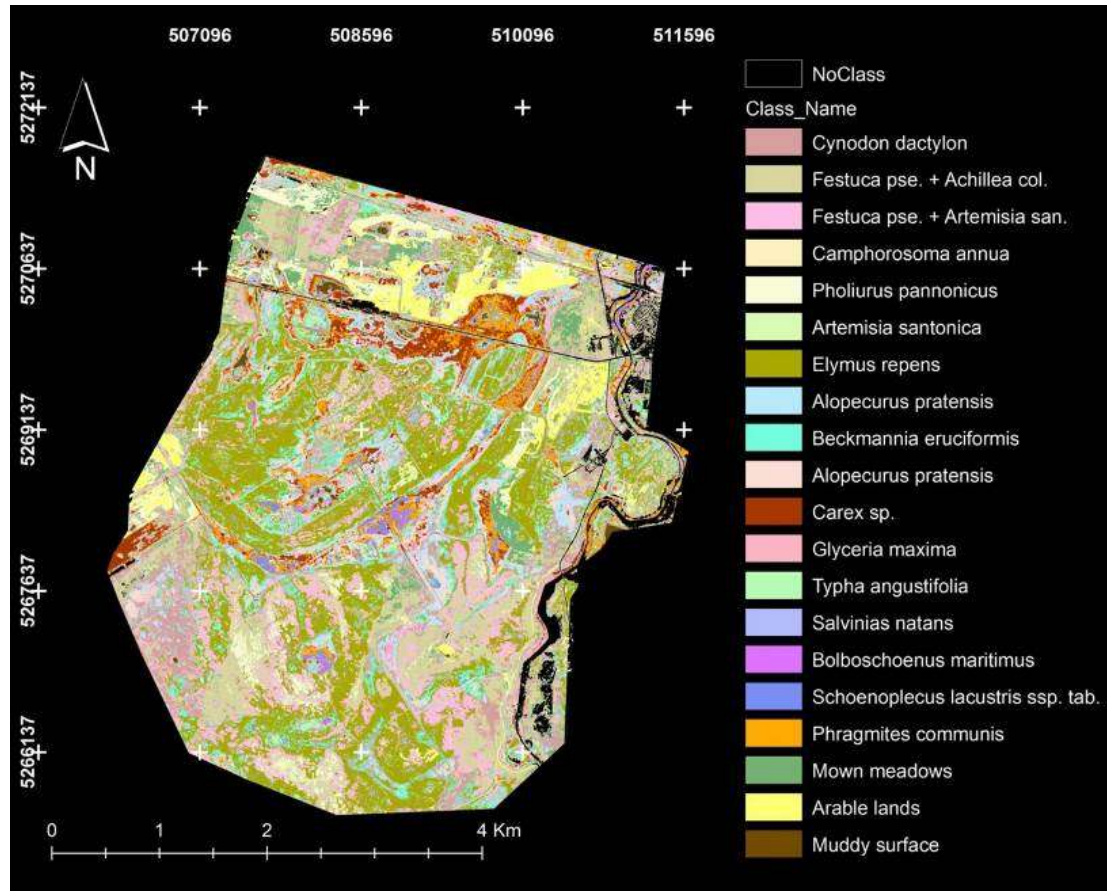 507096 508596 510096 511596
5272137
5270637
5269137
5267637
5266137
N
NoClass
Class_Name
Cynodon dactylon
Festuca pse. + Achillea col.
Festuca pse. + Artemisia san.
Camphorosoma annua
Pholiurus pannonicus
Artemisia santonica
Elymus repens
Alopecurus pratensis
Beckmannia eruciformis
Alopecurus pratensis
Carex sp.
Glyceria maxima
Typha angustifolia
Salvinias natans
Bolboschoenus maritimus
Schoenoplecus lacustris ssp. tab.
Phragmites communis
Mown meadows
Arable lands
Muddy surface
0 1 2 4 Km